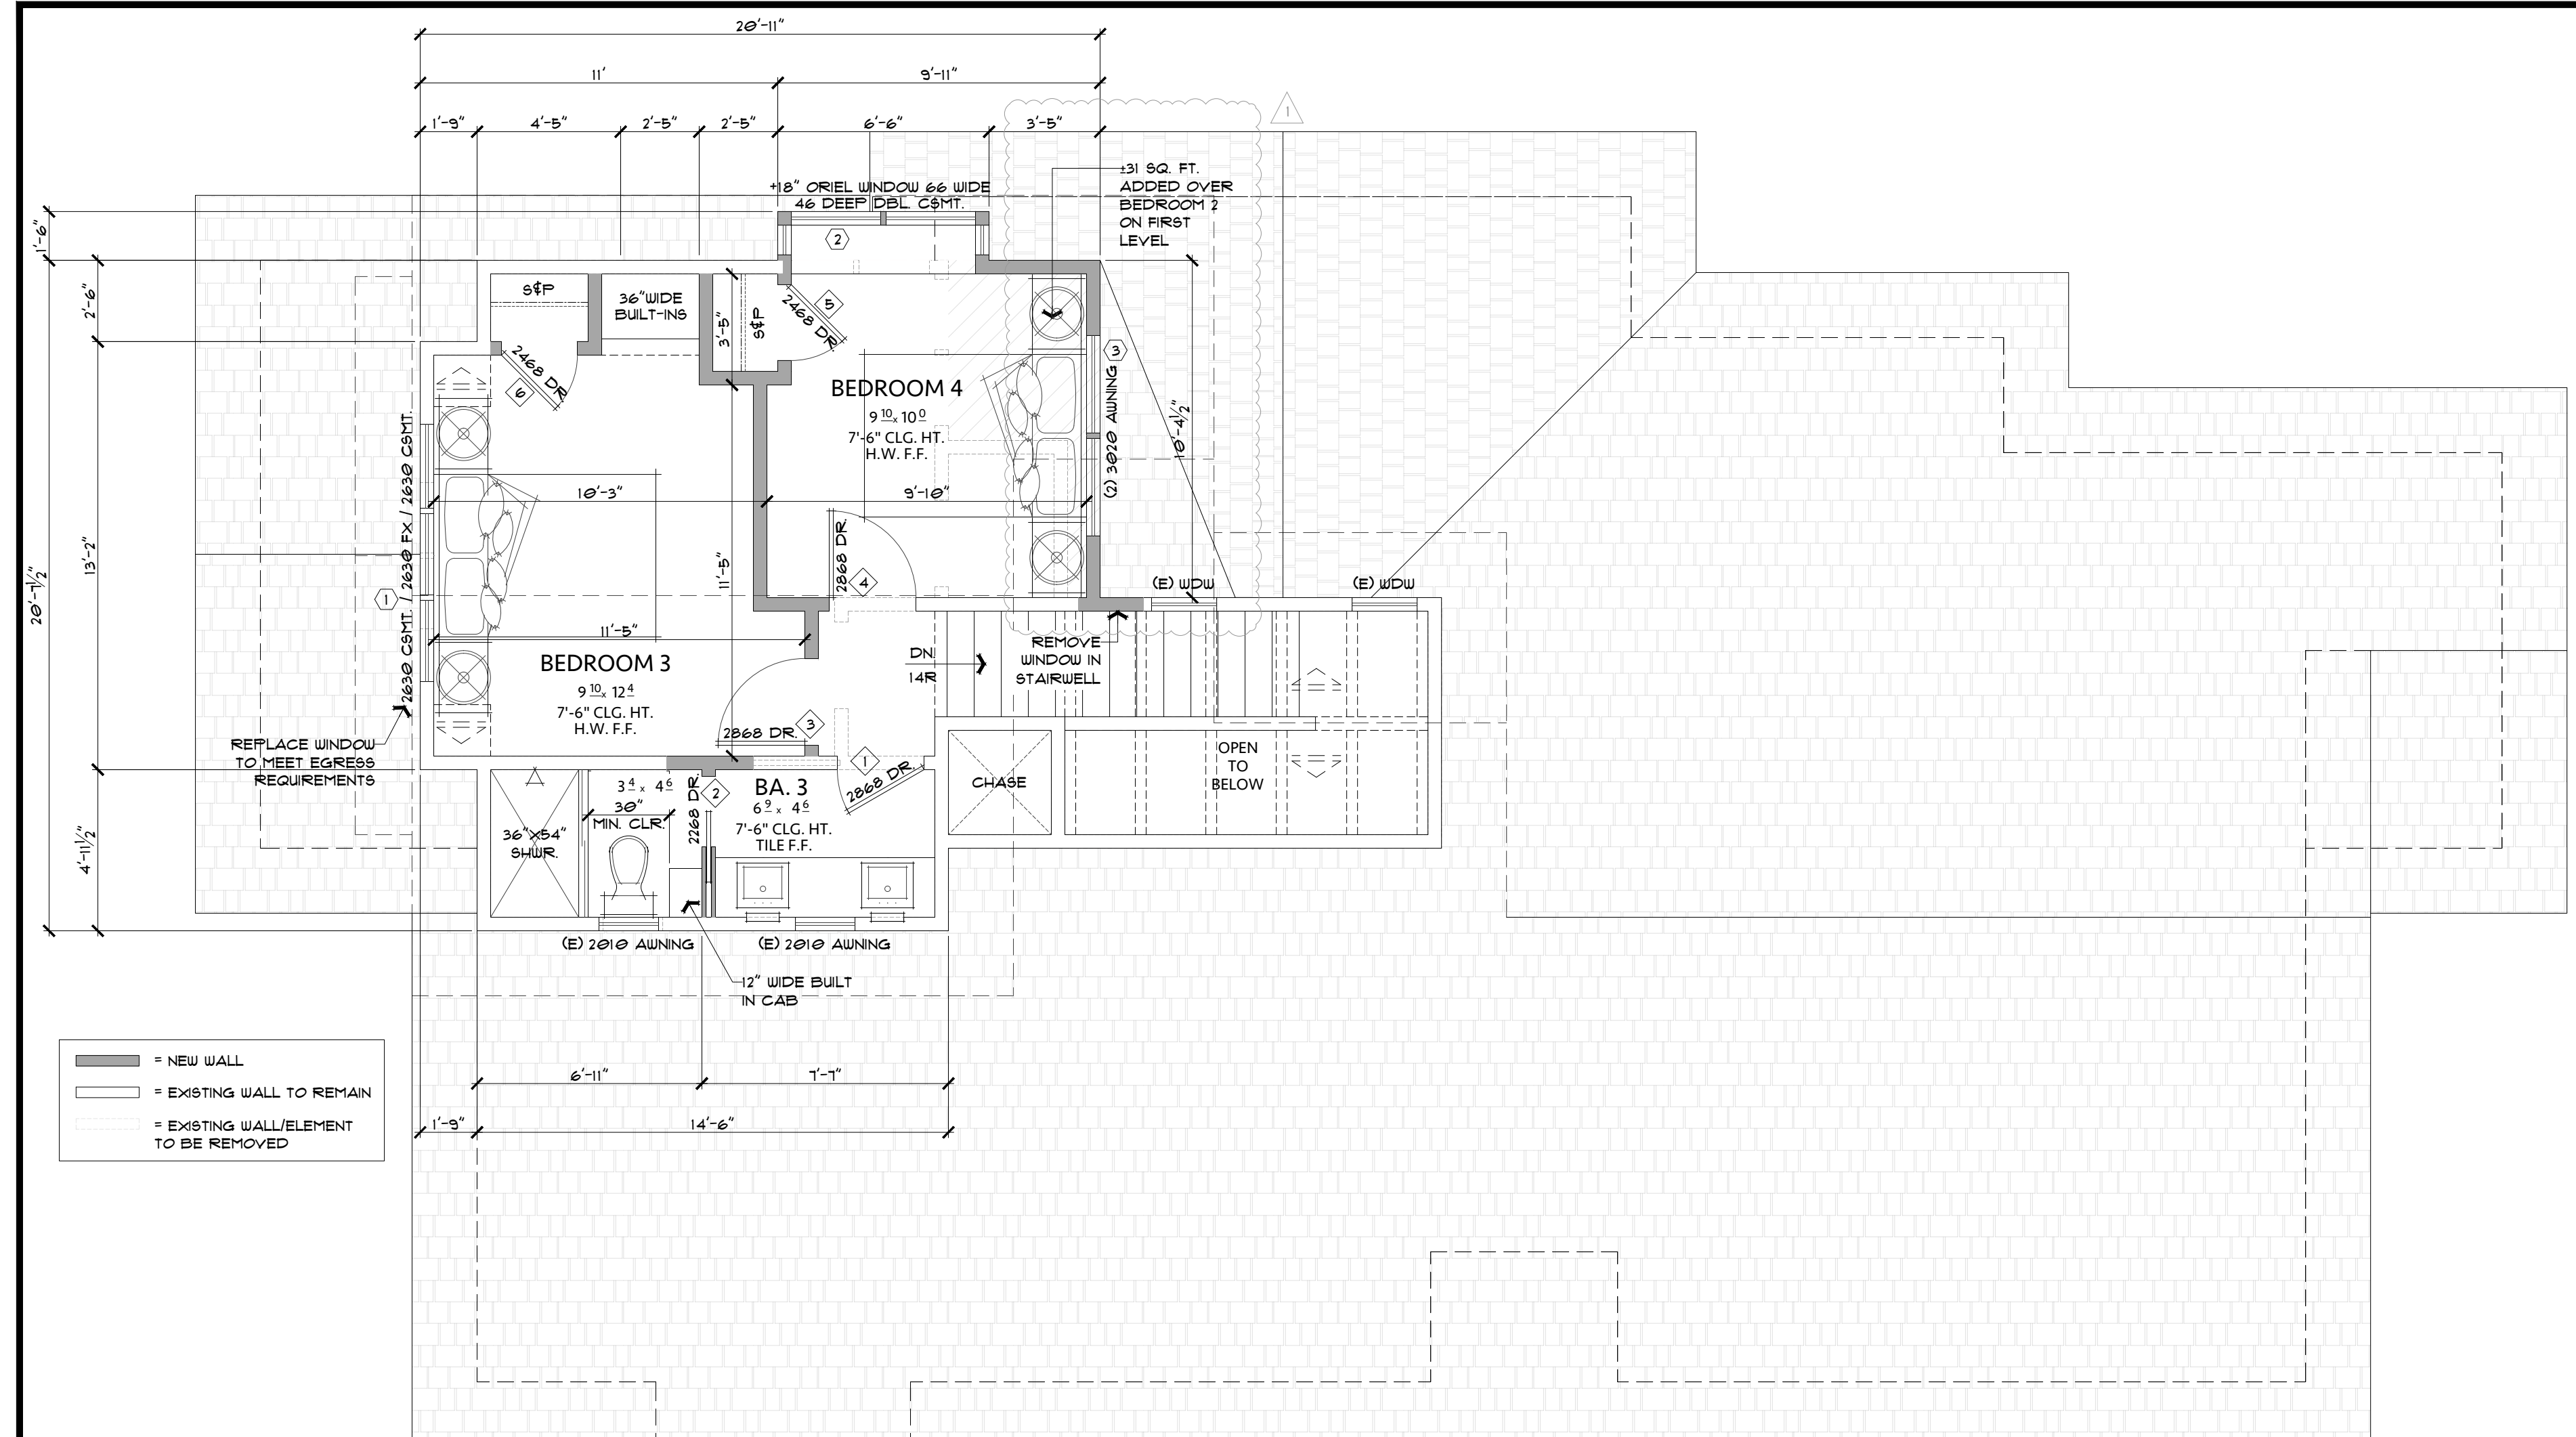 20'-11"
11'
9'-11"
1'-9"
4'-5"
2'-5"
2'-5"
6'-6"
3'-5"
1
±31 SQ. FT.
ADDED OVER
BEDROOM 2
ON FIRST
LEVEL
+18" ORIEL WINDOW 66 WIDE
46 DEEP DBL. CSMT.
2
1'-6"
2'-6"
13'-2"
20'-7 1/2"
4'-11 1/2"
S&P
36" WIDE
BUILT-INS
3'-5"
S&P
2468 DR.
5
2468 DR.
6
BEDROOM 4
9 10 x 10 0
7'-6" CLG. HT.
H.W. F.F.
3
(2) 3020 AWNING
10'-4 1/2"
10'-3"
9'-10"
2630 CSMT. / 2630 FX / 2630 CSMT.
1
11'-5"
2868 DR.
4
(E) WDW
(E) WDW
11'-5"
BEDROOM 3
9 10 x 12 4
7'-6" CLG. HT.
H.W. F.F.
DN.
14R
REMOVE
WINDOW IN
STAIRWELL
REPLACE WINDOW
TO MEET EGRESS
REQUIREMENTS
2868 DR.
3
1
2868 DR.
OPEN
TO
BELOW
CHASE
3 4 x 4 6
30"
MIN. CLR.
2268 DR.
2
BA. 3
6 9 x 4 6
7'-6" CLG. HT.
TILE F.F.
36"X54"
SHWR.
(E) 2010 AWNING
(E) 2010 AWNING
12" WIDE BUILT
IN CAB
= NEW WALL
= EXISTING WALL TO REMAIN
= EXISTING WALL/ELEMENT
TO BE REMOVED
6'-11"
7'-7"
1'-9"
14'-6"